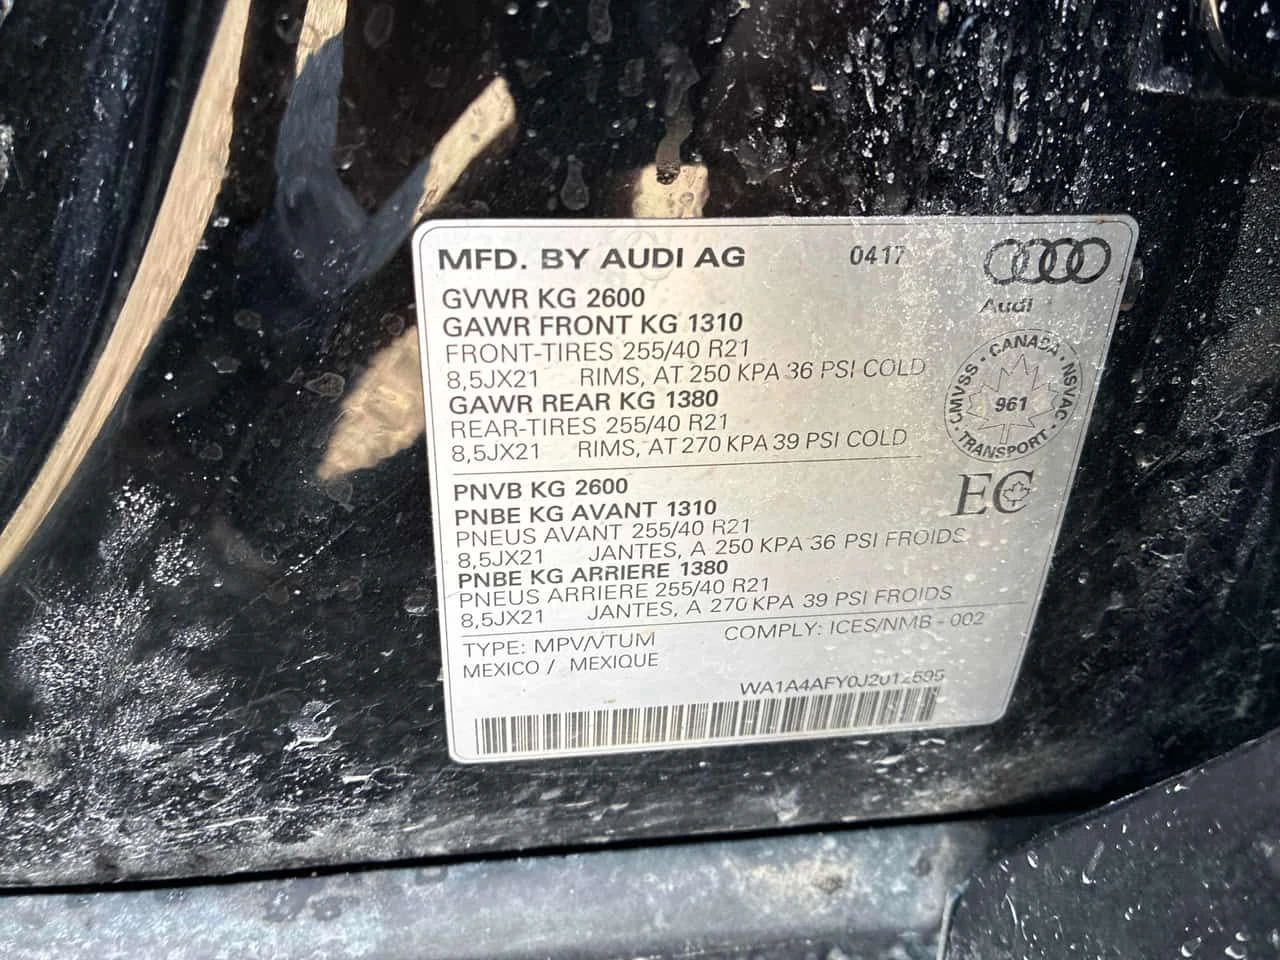 MFD. BY AUDI AG 0417
Audi
GVWR KG 2600
GAWR FRONT KG 1310
FRONT-TIRES 255/40 R21
8,5JX21 RIMS, AT 250 KPA 36 PSI COLD
GAWR REAR KG 1380
REAR-TIRES 255/40 R21
8,5JX21 RIMS, AT 270 KPA 39 PSI COLD
CANADA · NSVAC · TRANSPORT · CMVSS ·
961
EC
PNVB KG 2600
PNBE KG AVANT 1310
PNEUS AVANT 255/40 R21
8,5JX21 JANTES, A 250 KPA 36 PSI FROIDS
PNBE KG ARRIERE 1380
PNEUS ARRIERE 255/40 R21
8,5JX21 JANTES, A 270 KPA 39 PSI FROIDS
TYPE: MPV/VTUM COMPLY: ICES/NMB - 002
MEXICO / MEXIQUE
WA1A4AFY0J2012595